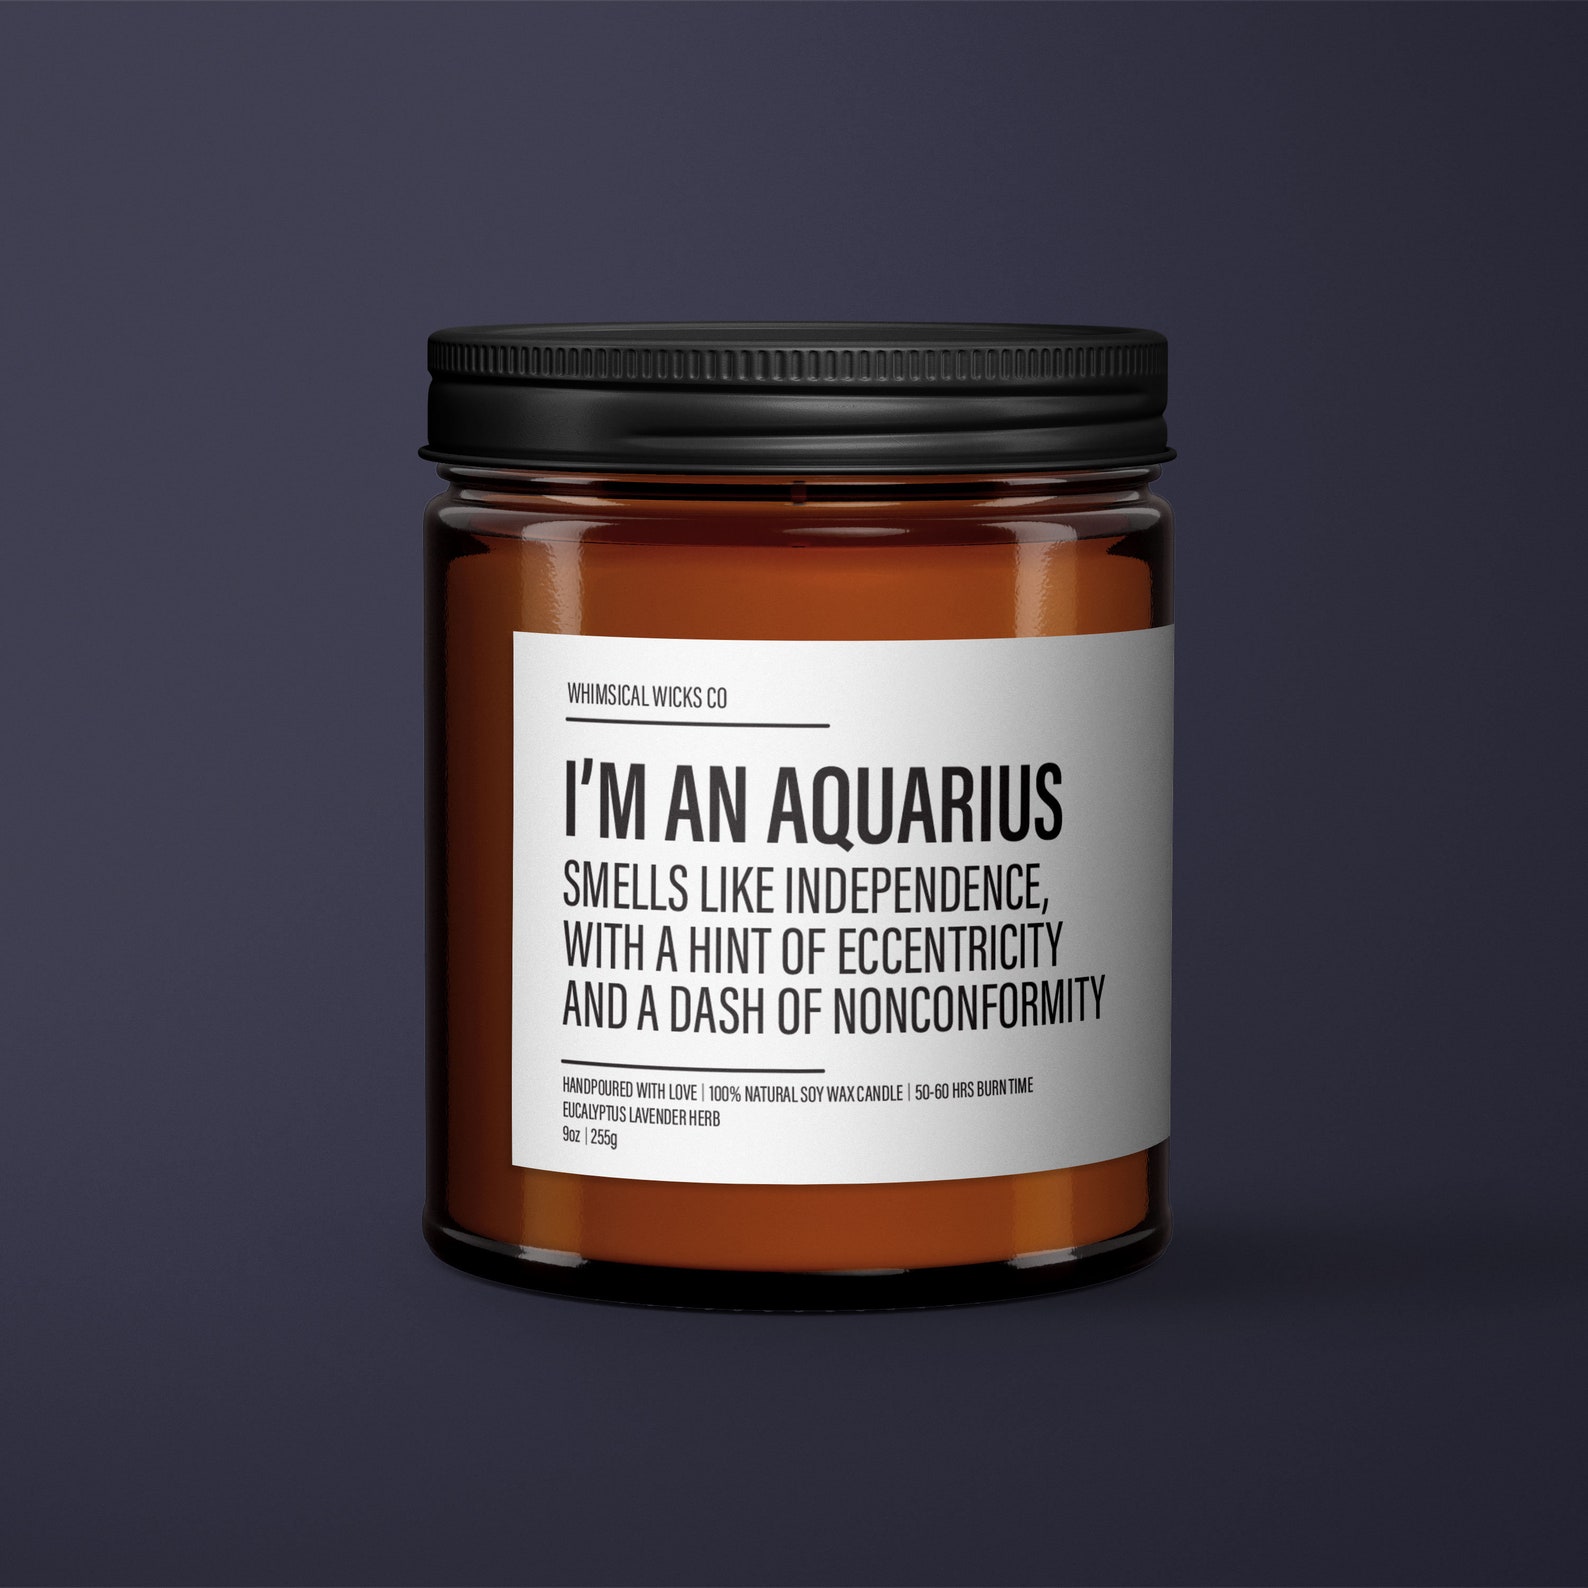 WHIMSICAL WICKS CO
I'M AN AQUARIUS
SMELLS LIKE INDEPENDENCE,
WITH A HINT OF ECCENTRICITY
AND A DASH OF NONCONFORMITY
HANDPOURED WITH LOVE | 100% NATURAL SOY WAX CANDLE | 50-60 HRS BURN TIME
EUCALYPTUS LAVENDER HERB
9oz | 255g